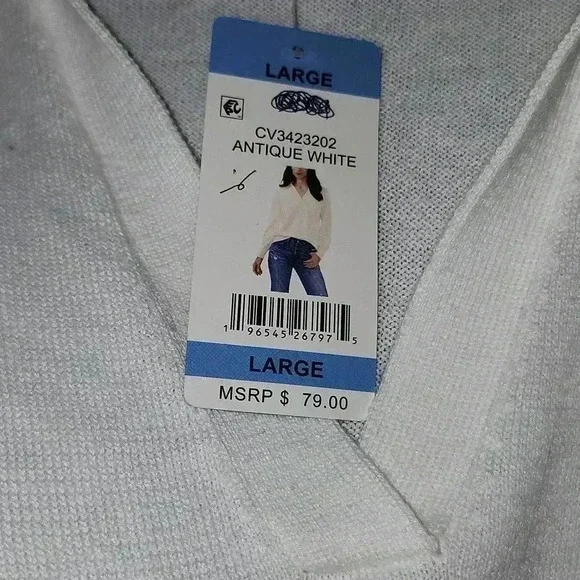 LARGE
CV3423202
ANTIQUE WHITE
1 96545 26797 5
LARGE
MSRP $ 79.00